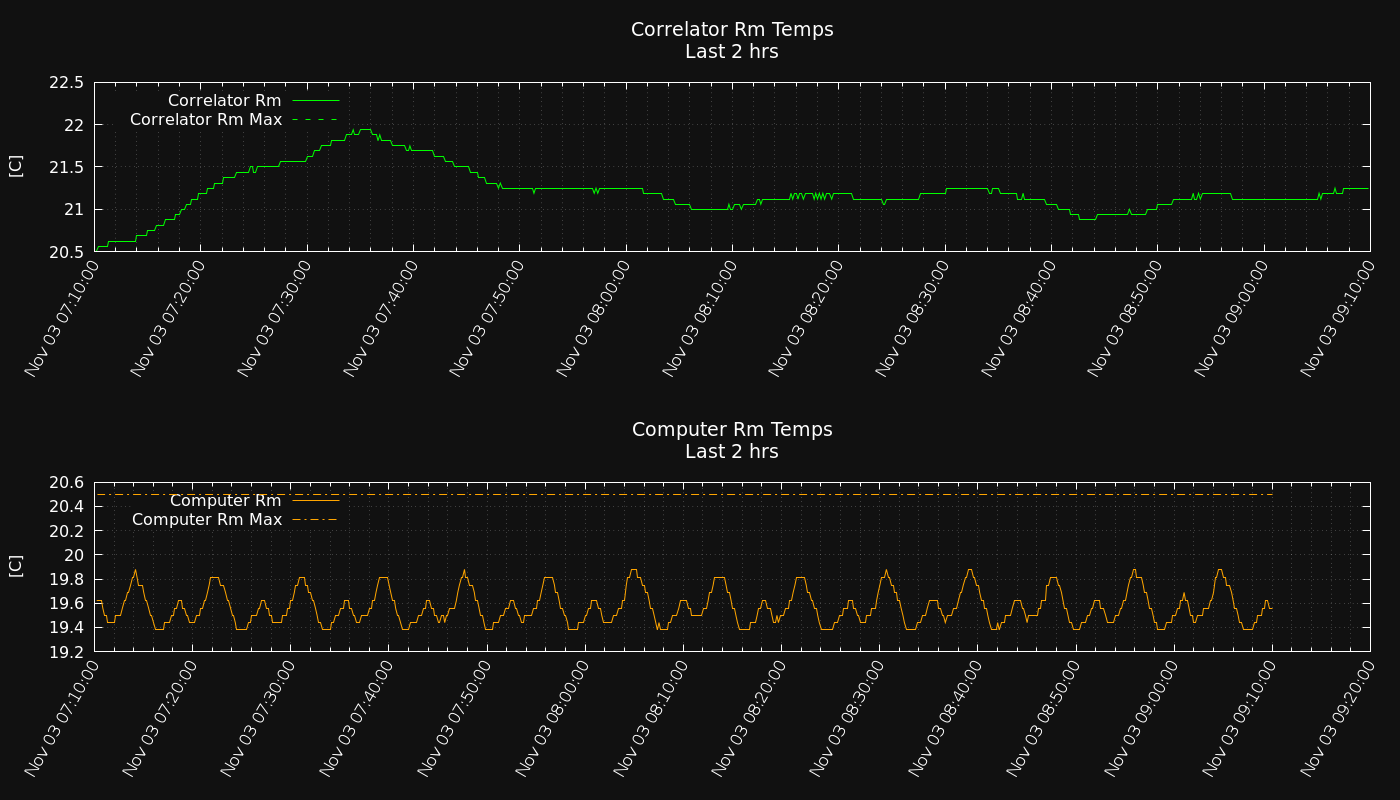 Correlator Rm Temps
Last 2 hrs
22.5
22
21.5
21
20.5
[C]
Correlator Rm
Correlator Rm Max
Nov 03 07:10:00
Nov 03 07:20:00
Nov 03 07:30:00
Nov 03 07:40:00
Nov 03 07:50:00
Nov 03 08:00:00
Nov 03 08:10:00
Nov 03 08:20:00
Nov 03 08:30:00
Nov 03 08:40:00
Nov 03 08:50:00
Nov 03 09:00:00
Nov 03 09:10:00
Computer Rm Temps
Last 2 hrs
20.6
20.4
20.2
20
19.8
19.6
19.4
19.2
[C]
Computer Rm
Computer Rm Max
Nov 03 07:10:00
Nov 03 07:20:00
Nov 03 07:30:00
Nov 03 07:40:00
Nov 03 07:50:00
Nov 03 08:00:00
Nov 03 08:10:00
Nov 03 08:20:00
Nov 03 08:30:00
Nov 03 08:40:00
Nov 03 08:50:00
Nov 03 09:00:00
Nov 03 09:10:00
Nov 03 09:20:00